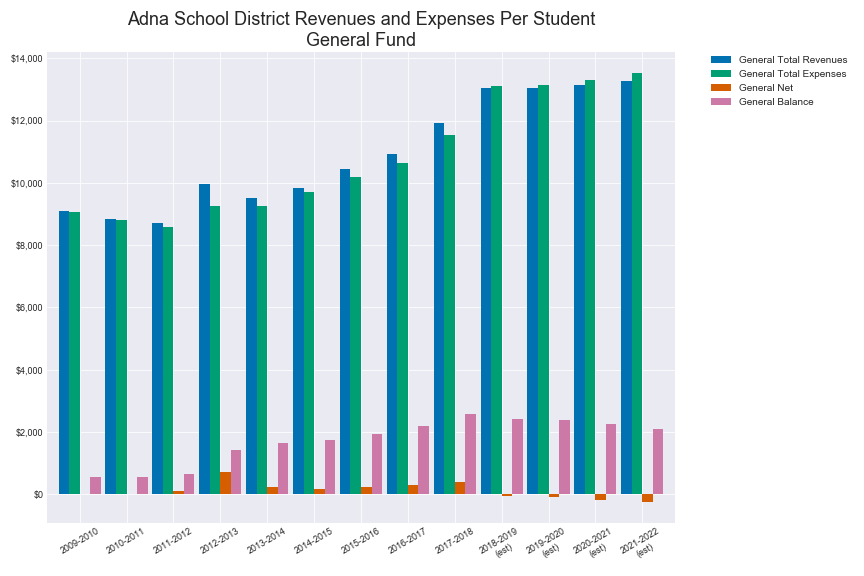 Adna School District Revenues and Expenses Per Student
General Fund
$14,000
$12,000
$10,000
$8,000
$6,000
$4,000
$2,000
$0
2009-2010
2010-2011
2011-2012
2012-2013
2013-2014
2014-2015
2015-2016
2016-2017
2017-2018
2018-2019
(est)
2019-2020
(est)
2020-2021
(est)
2021-2022
(est)
General Total Revenues
General Total Expenses
General Net
General Balance